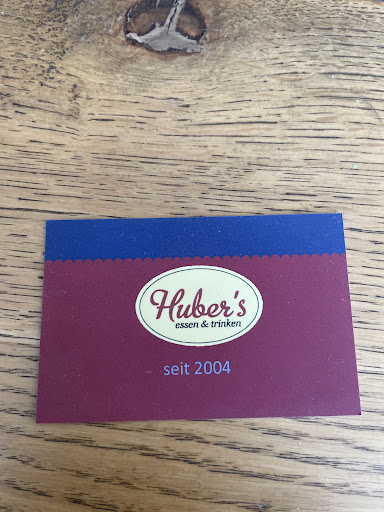 Huber's
essen & trinken
seit 2004